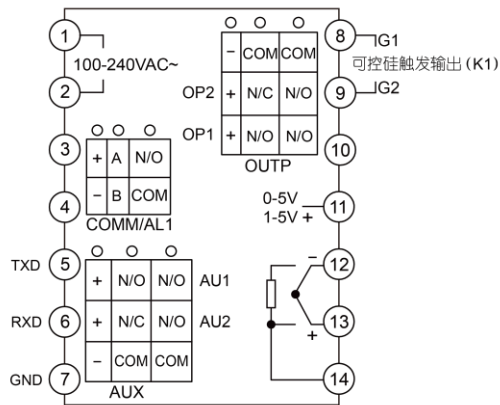 1
100-240VAC~
2
3
+ A N/O
− B COM
COMM/AL1
4
TXD 5
RXD 6
GND 7
+ N/O N/O AU1
+ N/C N/O AU2
− COM COM
AUX
− COM COM
OP2 + N/C N/O
OP1 + N/O N/O
OUTP
8 G1
可控硅触发输出(K1)
9 G2
10
0-5V
1-5V + 11
− 12
+ 13
14